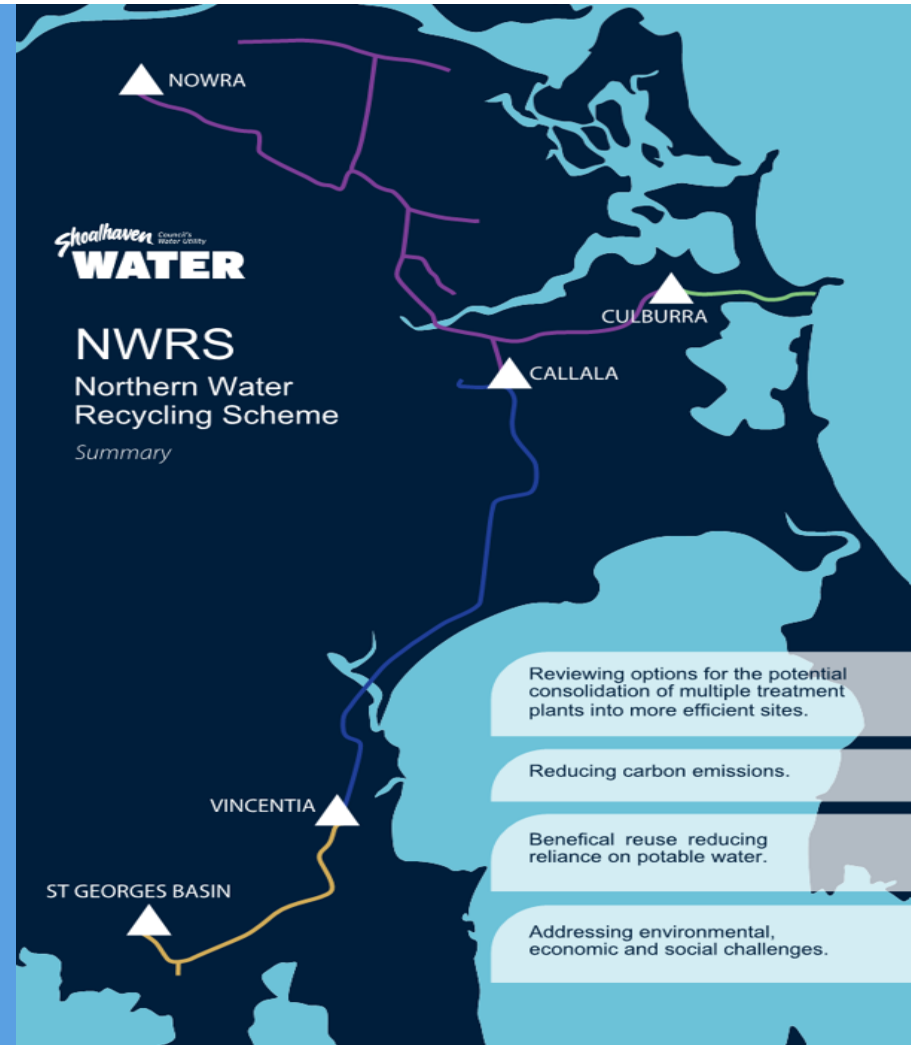 NOWRA
Shoalhaven Council's
Water Utility
WATER
CULBURRA
NWRS
Northern Water
Recycling Scheme
Summary
CALLALA
Reviewing options for the potential
consolidation of multiple treatment
plants into more efficient sites.
Reducing carbon emissions.
VINCENTIA
Benefical reuse reducing
reliance on potable water.
ST GEORGES BASIN
Addressing environmental,
economic and social challenges.